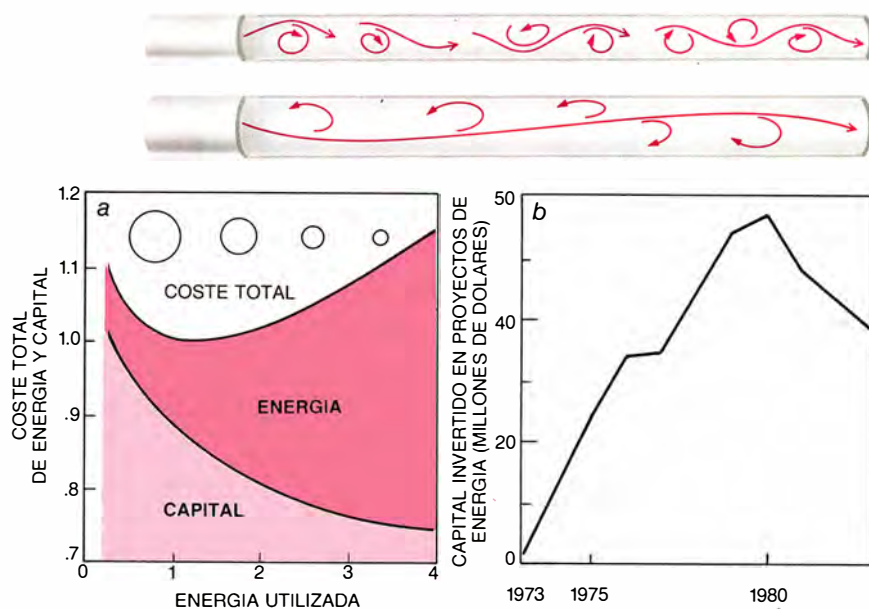 a
1.2
1.1
1.0
.9
.8
.7
COSTE TOTAL
DE ENERGIA Y CAPITAL
COSTE TOTAL
ENERGIA
CAPITAL
0
1
2
3
4
ENERGIA UTILIZADA
b
50
40
20
0
CAPITAL INVERTIDO EN PROYECTOS DE
ENERGIA (MILLONES DE DOLARES)
1973
1975
1980